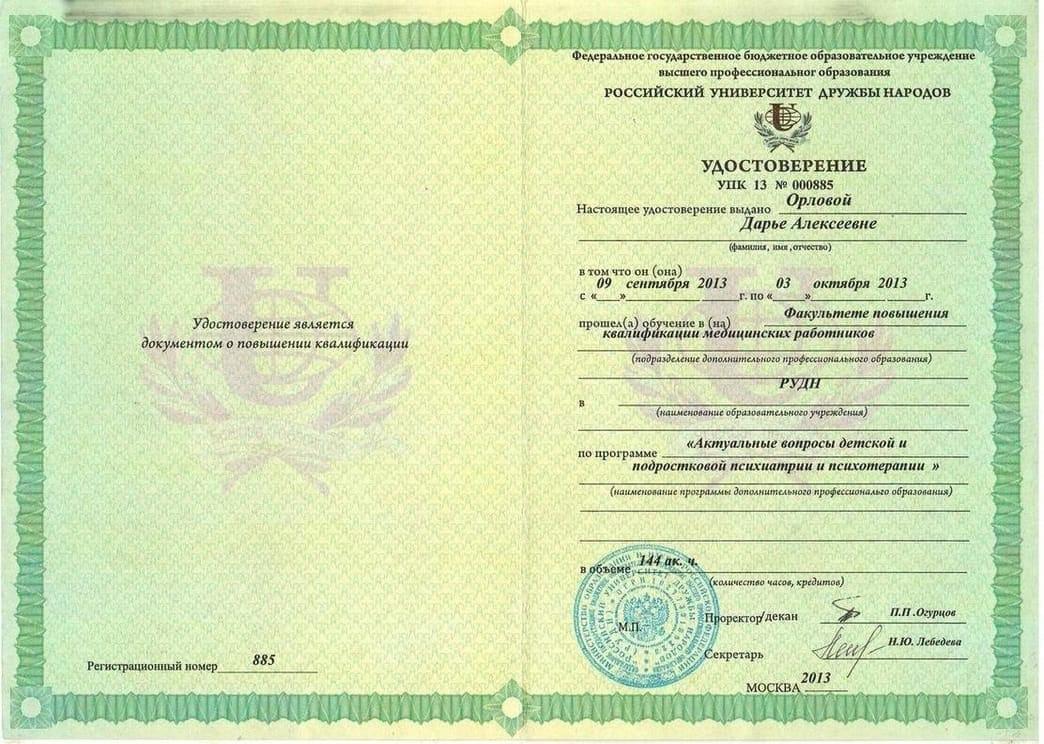 Удостоверение является
документом о повышении квалификации
Регистрационный номер 885
Федеральное государственное бюджетное образовательное учреждение
высшего профессиональног образования
РОССИЙСКИЙ УНИВЕРСИТЕТ ДРУЖБЫ НАРОДОВ
УДОСТОВЕРЕНИЕ
УПК 13 № 000885
Настоящее удостоверение выдано Орловой
Дарье Алексеевне
(фамилия, имя ,отчество)
в том что он (она)
с «09» сентября 2013 г. по «03» октября 2013 г.
прошел(а) обучение в (на) Факультете повышения
квалификации медицинских работников
(подразделение дополнительного профессионального образования)
РУДН
в
(наименование образовательного учреждения)
по программе «Актуальные вопросы детской и
подростковой психиатрии и психотерапии »
(наименование программы дополнительного профессиональго образования)
в объеме 144 ак. ч.
(количество часов, кредитов)
М.П.
Проректор/декан П.П .Огурцов
Секретарь Н.Ю. Лебедева
МОСКВА 2013